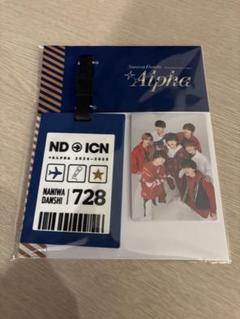 Naniwa Danshi
+Alpha
ND ICN
+ALPHA 2024-2025
NANIWA
DANSHI
728